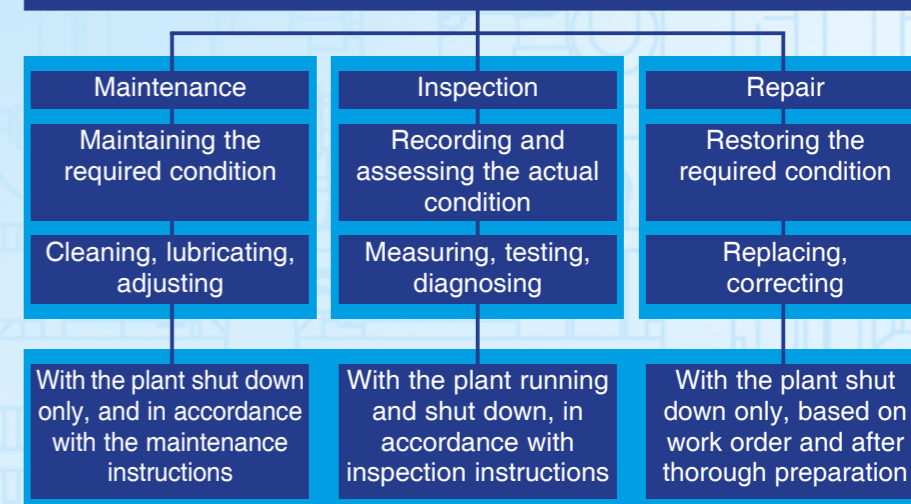 Maintenance
Maintaining the
required condition
Cleaning, lubricating,
adjusting
With the plant shut down
only, and in accordance
with the maintenance
instructions
Inspection
Recording and
assessing the actual
condition
Measuring, testing,
diagnosing
With the plant running
and shut down, in
accordance with
inspection instructions
Repair
Restoring the
required condition
Replacing,
correcting
With the plant shut
down only, based on
work order and after
thorough preparation